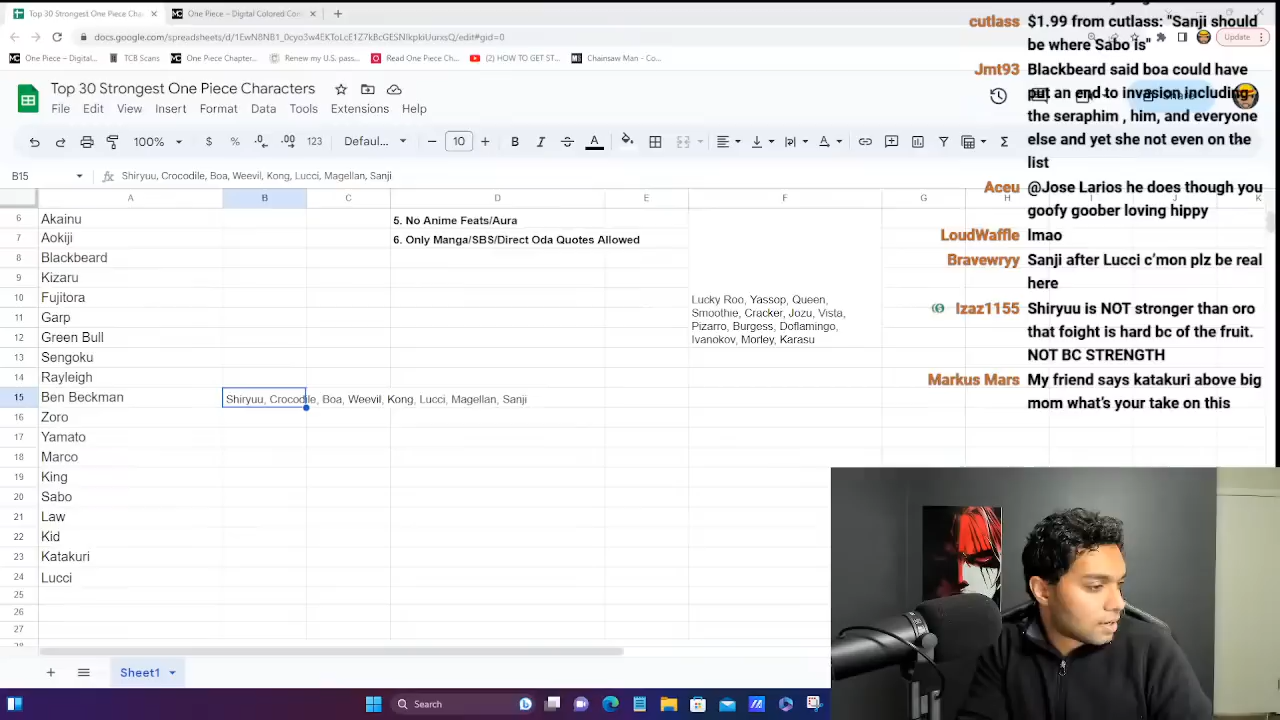 Top 30 Strongest One Piece Cha
One Piece – Digital Colored Con
docs.google.com/spreadsheets/d/
edit#gid=0
Update
One Piece – Digital...
TCB Scans
One Piece Chapter...
Renew my U.S. pass...
Read One Piece Ch...
HOW TO GET ST...
Chainsaw Man - Co...
Top 30 Strongest One Piece Characters
File Edit View Insert Format Data Tools Extensions Help
100% $ % .0 .00 123 Defaul... 10 B I A
B15 fx Shiryuu, Crocodile, Boa, Weevil, Kong, Lucci, Magellan, Sanji
A B C D E F G H I J K
6 Akainu 5. No Anime Feats/Aura
7 Aokiji 6. Only Manga/SBS/Direct Oda Quotes Allowed
8 Blackbeard
9 Kizaru
10 Fujitora
11 Garp
12 Green Bull
13 Sengoku
14 Rayleigh
15 Ben Beckman Shiryuu, Crocodile, Boa, Weevil, Kong, Lucci, Magellan, Sanji
16 Zoro
17 Yamato
18 Marco
19 King
20 Sabo
21 Law
22 Kid
23 Katakuri
24 Lucci
25
26
27
28
Lucky Roo, Yassop, Queen,
Smoothie, Cracker, Jozu, Vista,
Pizarro, Burgess, Doflamingo,
Ivanokov, Morley, Karasu
cutlass $1.99 from cutlass: "Sanji should
be where Sabo is"
Jmt93 Blackbeard said boa could have
put an end to invasion including
the seraphim , him, and everyone
else and yet she not even on the
list
Aceu @Jose Larios he does though you
goofy goober loving hippy
LoudWaffle lmao
Bravewryy Sanji after Lucci c’mon plz be real
here
Izaz1155 Shiryuu is NOT stronger than oro
that foight is hard bc of the fruit.
NOT BC STRENGTH
Markus Mars My friend says katakuri above big
mom what’s your take on this
Sheet1
Search